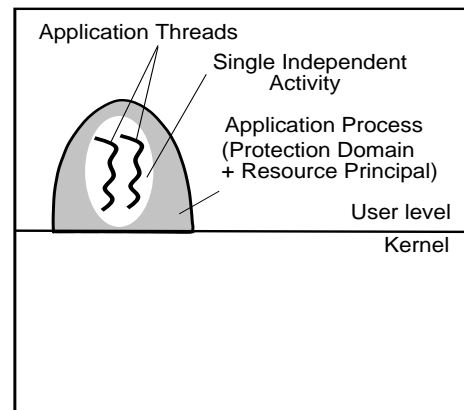 Application Threads
Single Independent
Activity
Application Process
(Protection Domain
+ Resource Principal)
User level
Kernel